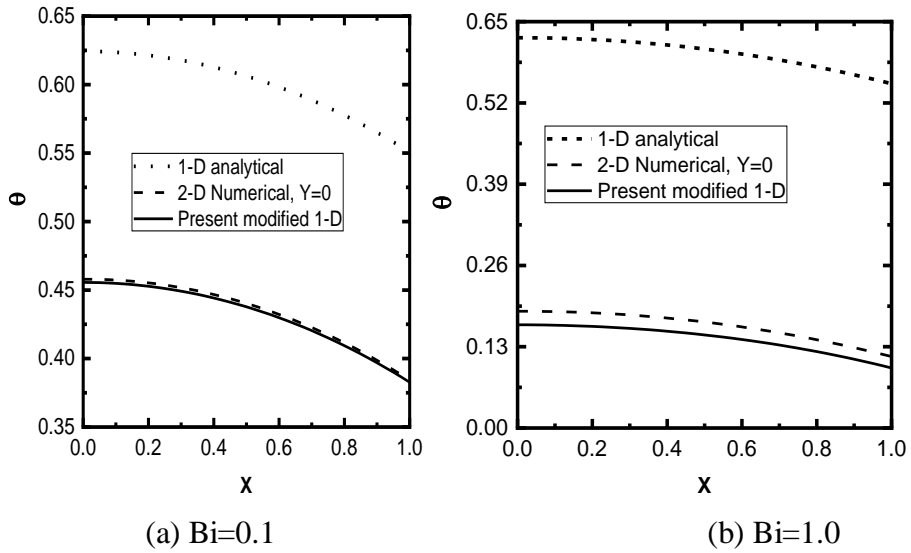 0.65
0.60
0.55
0.50
0.45
0.40
0.35
θ
1-D analytical
2-D Numerical, Y=0
Present modified 1-D
0.0 0.2 0.4 0.6 0.8 1.0
X
(a) Bi=0.1
0.65
0.52
0.39
0.26
0.13
0.00
θ
1-D analytical
2-D Numerical, Y=0
Present modified 1-D
0.0 0.2 0.4 0.6 0.8 1.0
X
(b) Bi=1.0